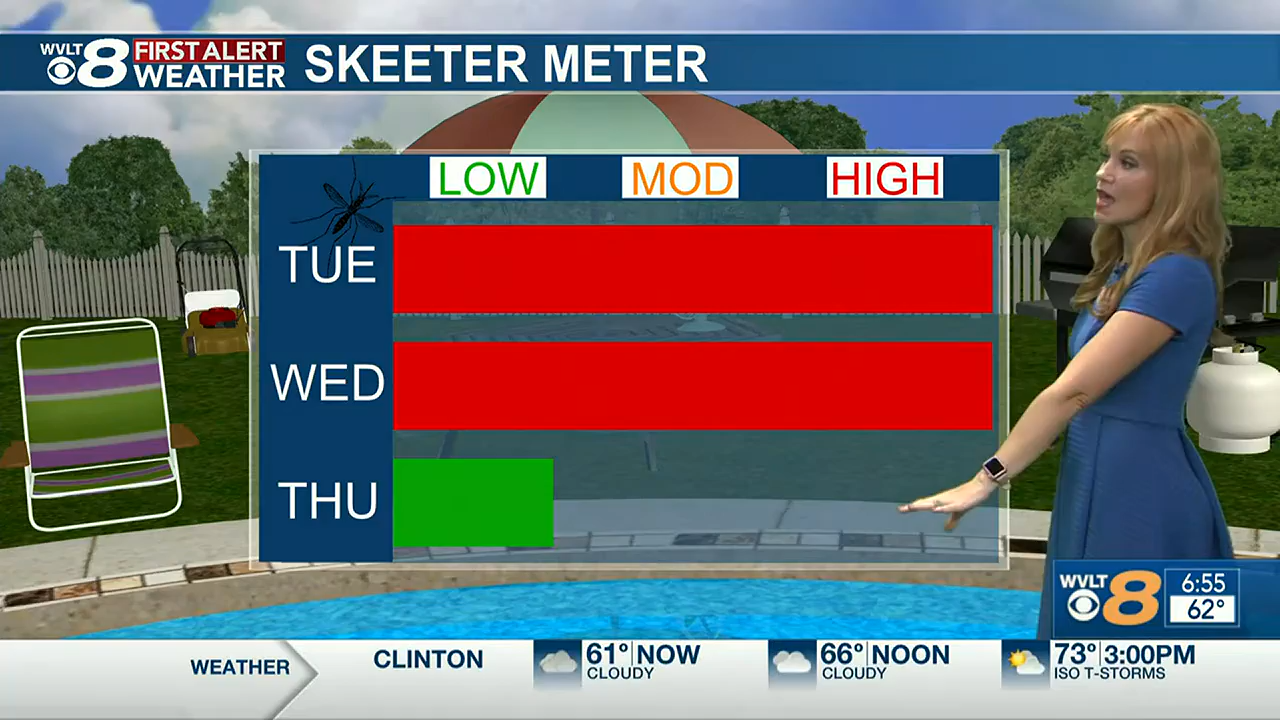 WVLT 8 FIRST ALERT WEATHER SKEETER METER
LOW MOD HIGH
TUE
WED
THU
WVLT 8 6:55 62°
WEATHER CLINTON 61° NOW CLOUDY 66° NOON CLOUDY 73° 3:00PM ISO T-STORMS